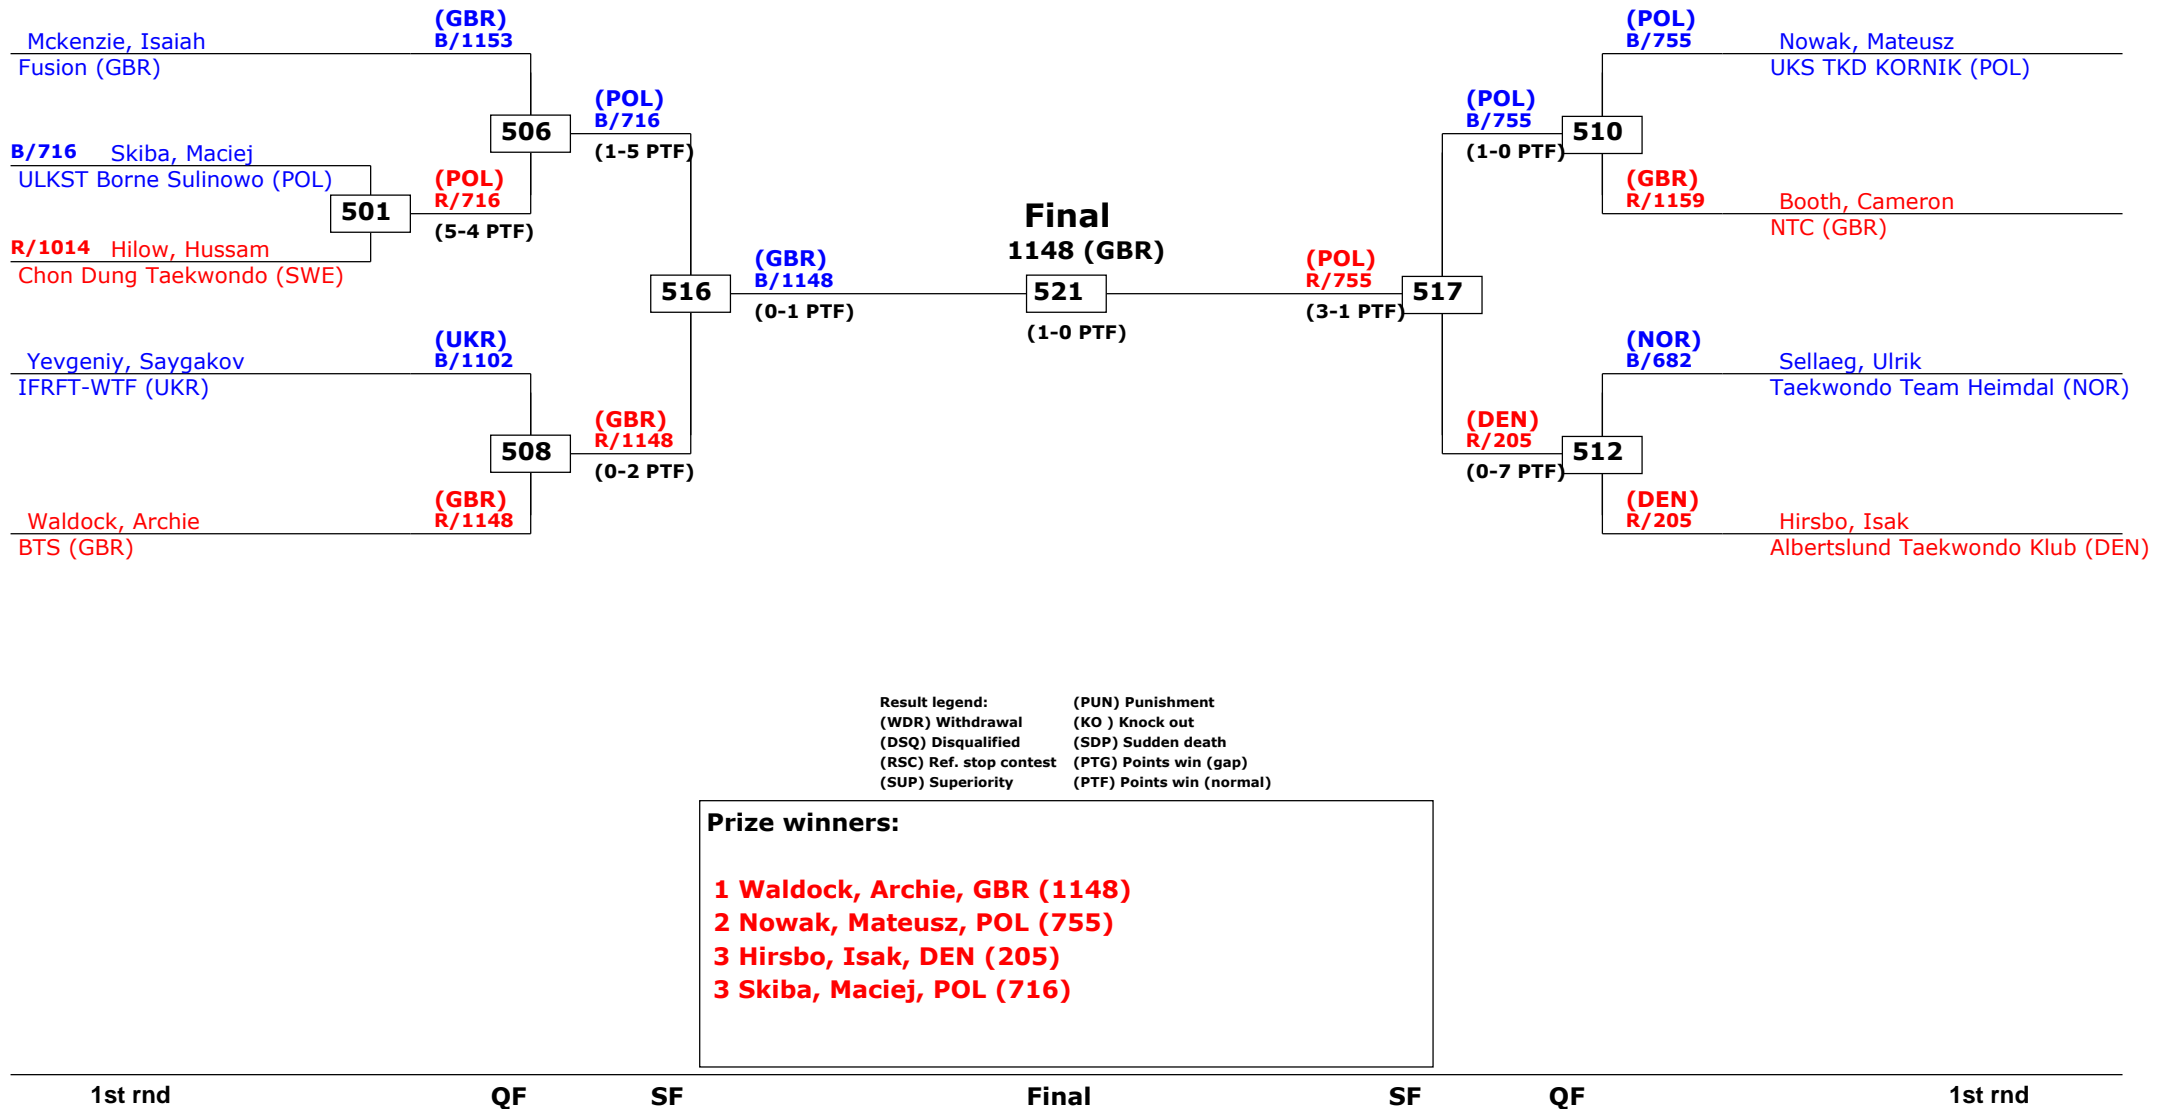 (GBR)
B/1153
Mckenzie, Isaiah
Fusion (GBR)
506
(POL)
B/716
(1-5 PTF)
B/716 Skiba, Maciej
ULKST Borne Sulinowo (POL)
501
(POL)
R/716
(5-4 PTF)
R/1014 Hilow, Hussam
Chon Dung Taekwondo (SWE)
516
(GBR)
B/1148
(0-1 PTF)
(UKR)
B/1102
Yevgeniy, Saygakov
IFRFT-WTF (UKR)
508
(GBR)
R/1148
(0-2 PTF)
(GBR)
R/1148
Waldock, Archie
BTS (GBR)
Final
1148 (GBR)
521
(1-0 PTF)
(POL)
B/755
Nowak, Mateusz
UKS TKD KORNIK (POL)
(POL)
B/755
(1-0 PTF)
510
(GBR)
R/1159
Booth, Cameron
NTC (GBR)
(POL)
R/755
(3-1 PTF)
517
(NOR)
B/682
Sellaeg, Ulrik
Taekwondo Team Heimdal (NOR)
(DEN)
R/205
(0-7 PTF)
512
(DEN)
R/205
Hirsbo, Isak
Albertslund Taekwondo Klub (DEN)
Result legend: (PUN) Punishment
(WDR) Withdrawal (KO ) Knock out
(DSQ) Disqualified (SDP) Sudden death
(RSC) Ref. stop contest (PTG) Points win (gap)
(SUP) Superiority (PTF) Points win (normal)
Prize winners:
1 Waldock, Archie, GBR (1148)
2 Nowak, Mateusz, POL (755)
3 Hirsbo, Isak, DEN (205)
3 Skiba, Maciej, POL (716)
1st rnd QF SF Final SF QF 1st rnd